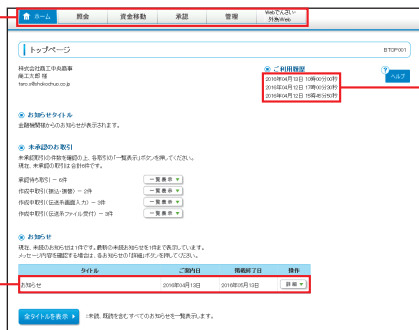 ホーム 照会 資金移動 承認 管理 Webでんさい・外為Web
トップページ BTOP001
株式会社商工中央商事
商工太郎 様
taro.s@shokochuo.co.jp
ご利用履歴
2016年04月13日 10時00分00秒
2016年04月12日 17時00分30秒
2016年04月12日 15時45分50秒
ヘルプ
お知らせタイトル
金融機関様からのお知らせが表示されます。
未承認のお取引
未承認取引の件数を確認の上、各取引の「一覧表示」ボタンを押してください。
現在、未承認の取引は合計6件です。
承認待ち取引 － 6件 一覧表示
作成中取引(振込・振替) － 2件 一覧表示
作成中取引(伝送系画面入力) － 3件 一覧表示
作成中取引(伝送系ファイル受付) － 3件 一覧表示
お知らせ
現在、未読のお知らせは1件です。最新の未読お知らせを1件まで表示しています。
メッセージ内容を確認する場合は、各お知らせの「詳細」ボタンを押してください。
タイトル ご案内日 掲載終了日 操作
お知らせ 2016年04月13日 2016年05月13日 詳細
全タイトルを表示 :未読、既読を含むすべてのお知らせを一覧表示します。